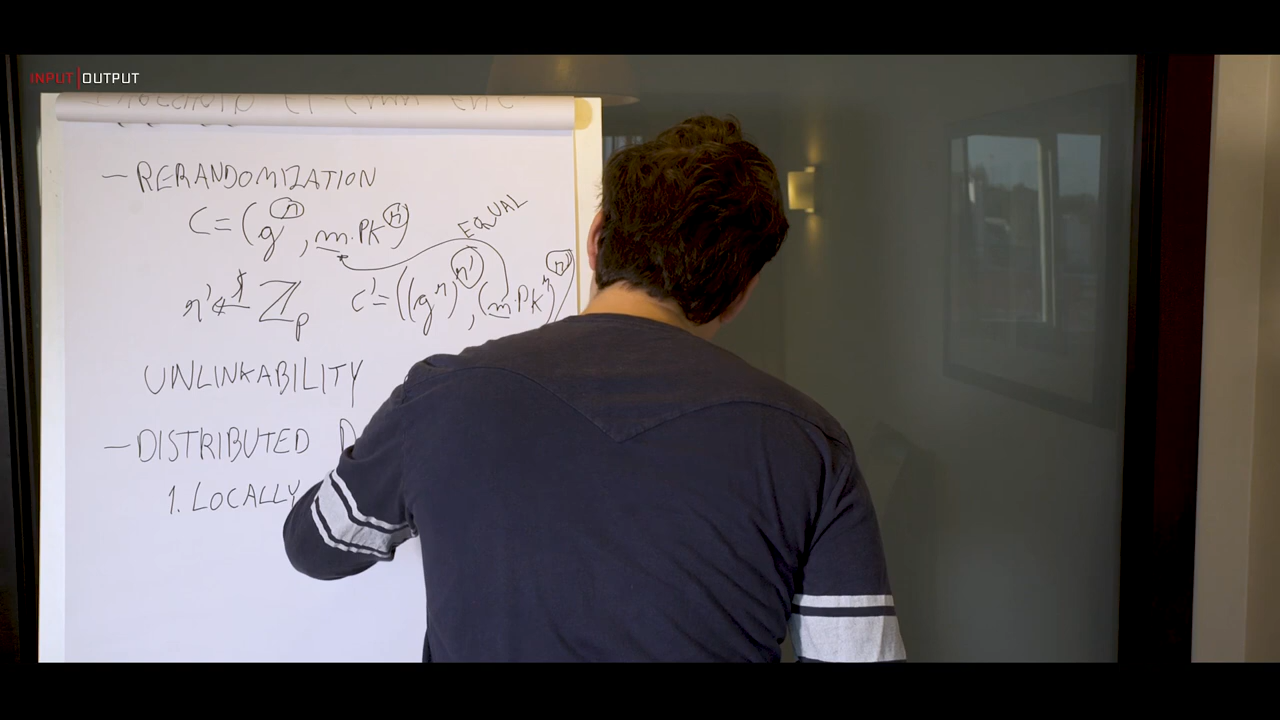 INPUT|OUTPUT
— RERANDOMIZATION
C = (g^r, m·PK^r)
EQUAL
r' ←$ Z_p C' = ((g^r)^r', (m·PK^r)^r'
UNLINKABILITY
— DISTRIBUTED D
1. LOCALLY